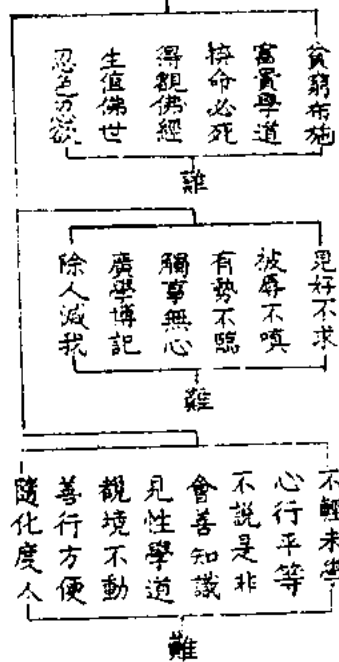 貧窮布施
富貴學道
拚命必死
得觀佛經
生值佛世
忍色忍欲
難
見好不求
被辱不嗔
有勢不臨
觸事無心
廣學博記
除人滅我
難
不輕未學
心行平等
不說是非
會善知識
見性學道
觀境不動
善行方便
隨化度人
難